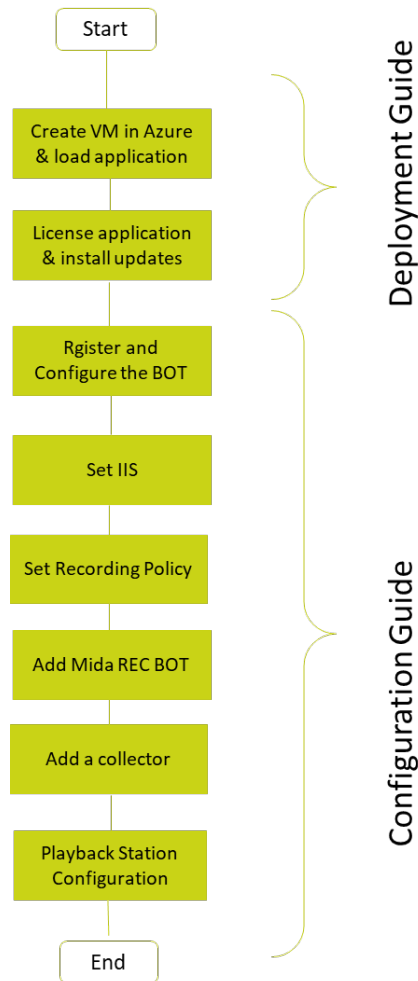 Start
Create VM in Azure
& load application
License application
& install updates
Deployment Guide
Rgister and
Configure the BOT
Set IIS
Set Recording Policy
Add Mida REC BOT
Add a collector
Playback Station
Configuration
Configuration Guide
End